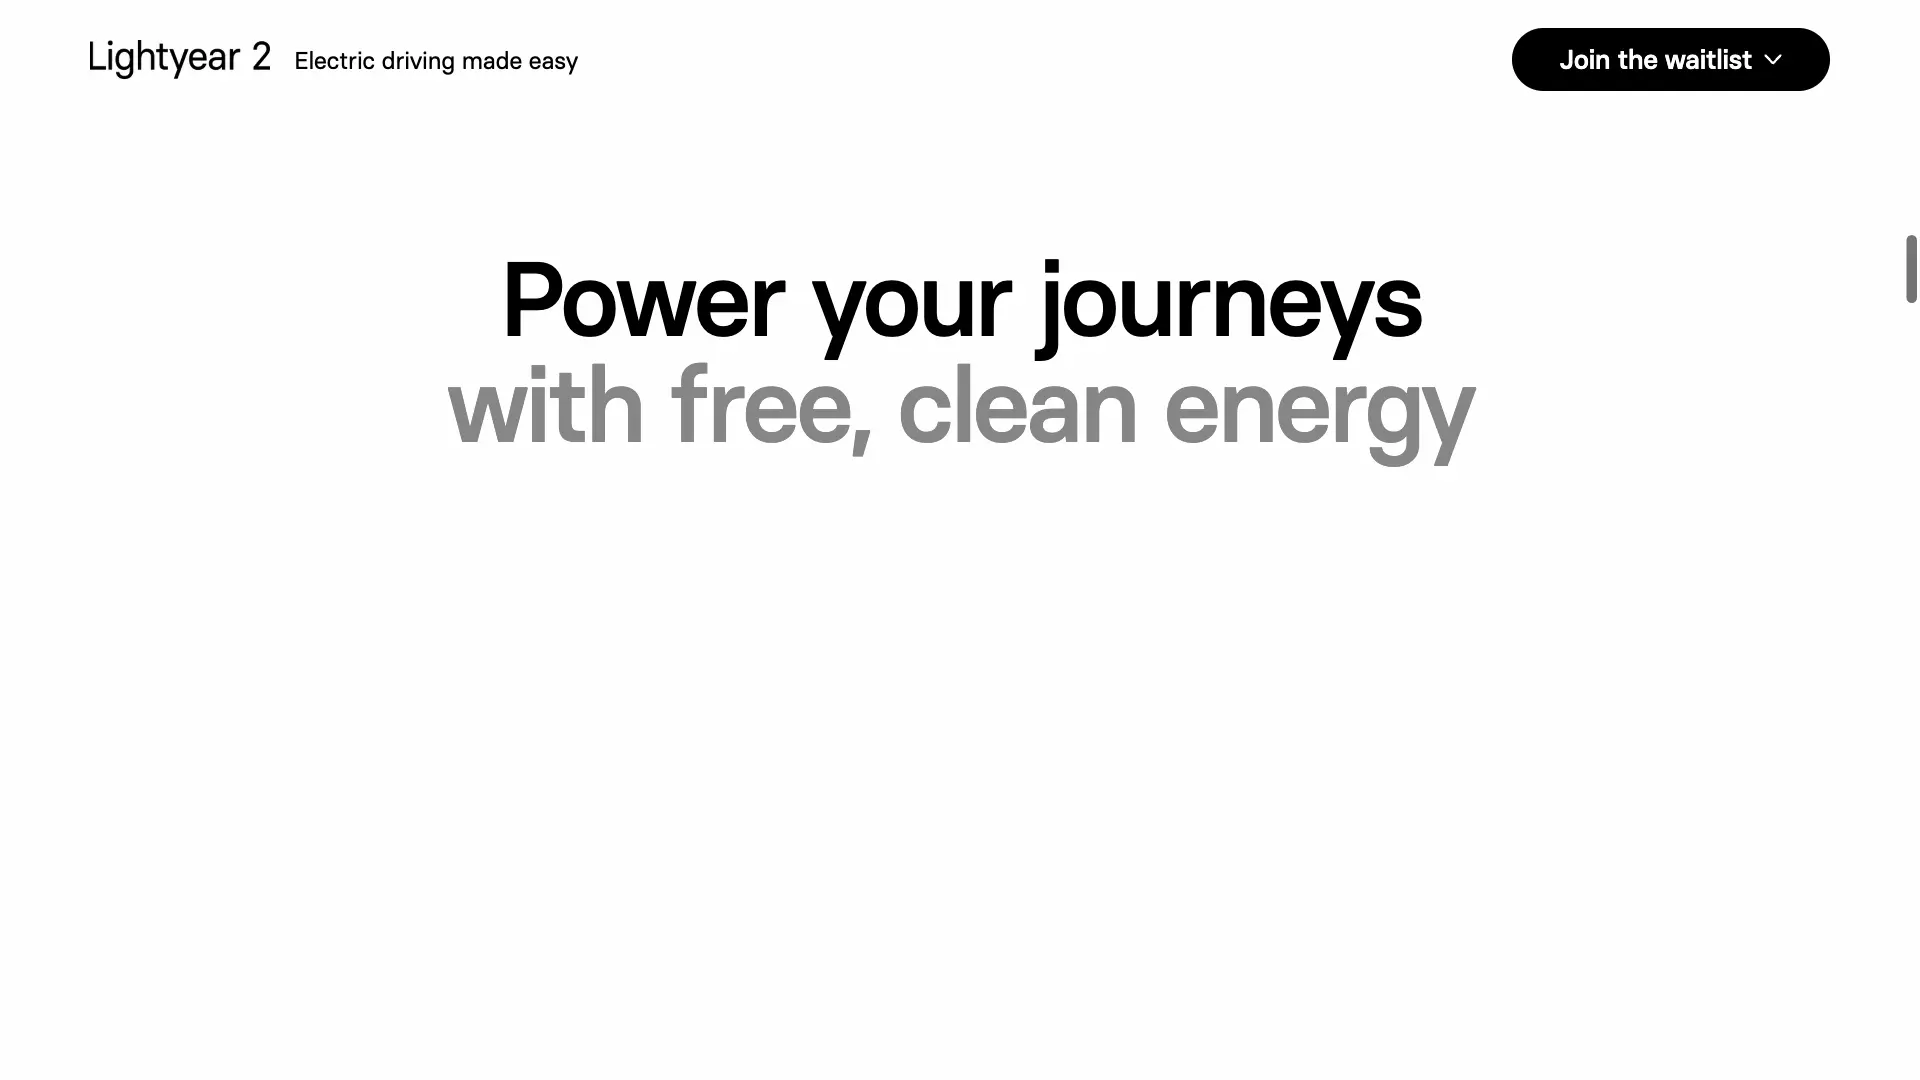 Lightyear 2 Electric driving made easy
Join the waitlist
Power your journeys
with free, clean energy